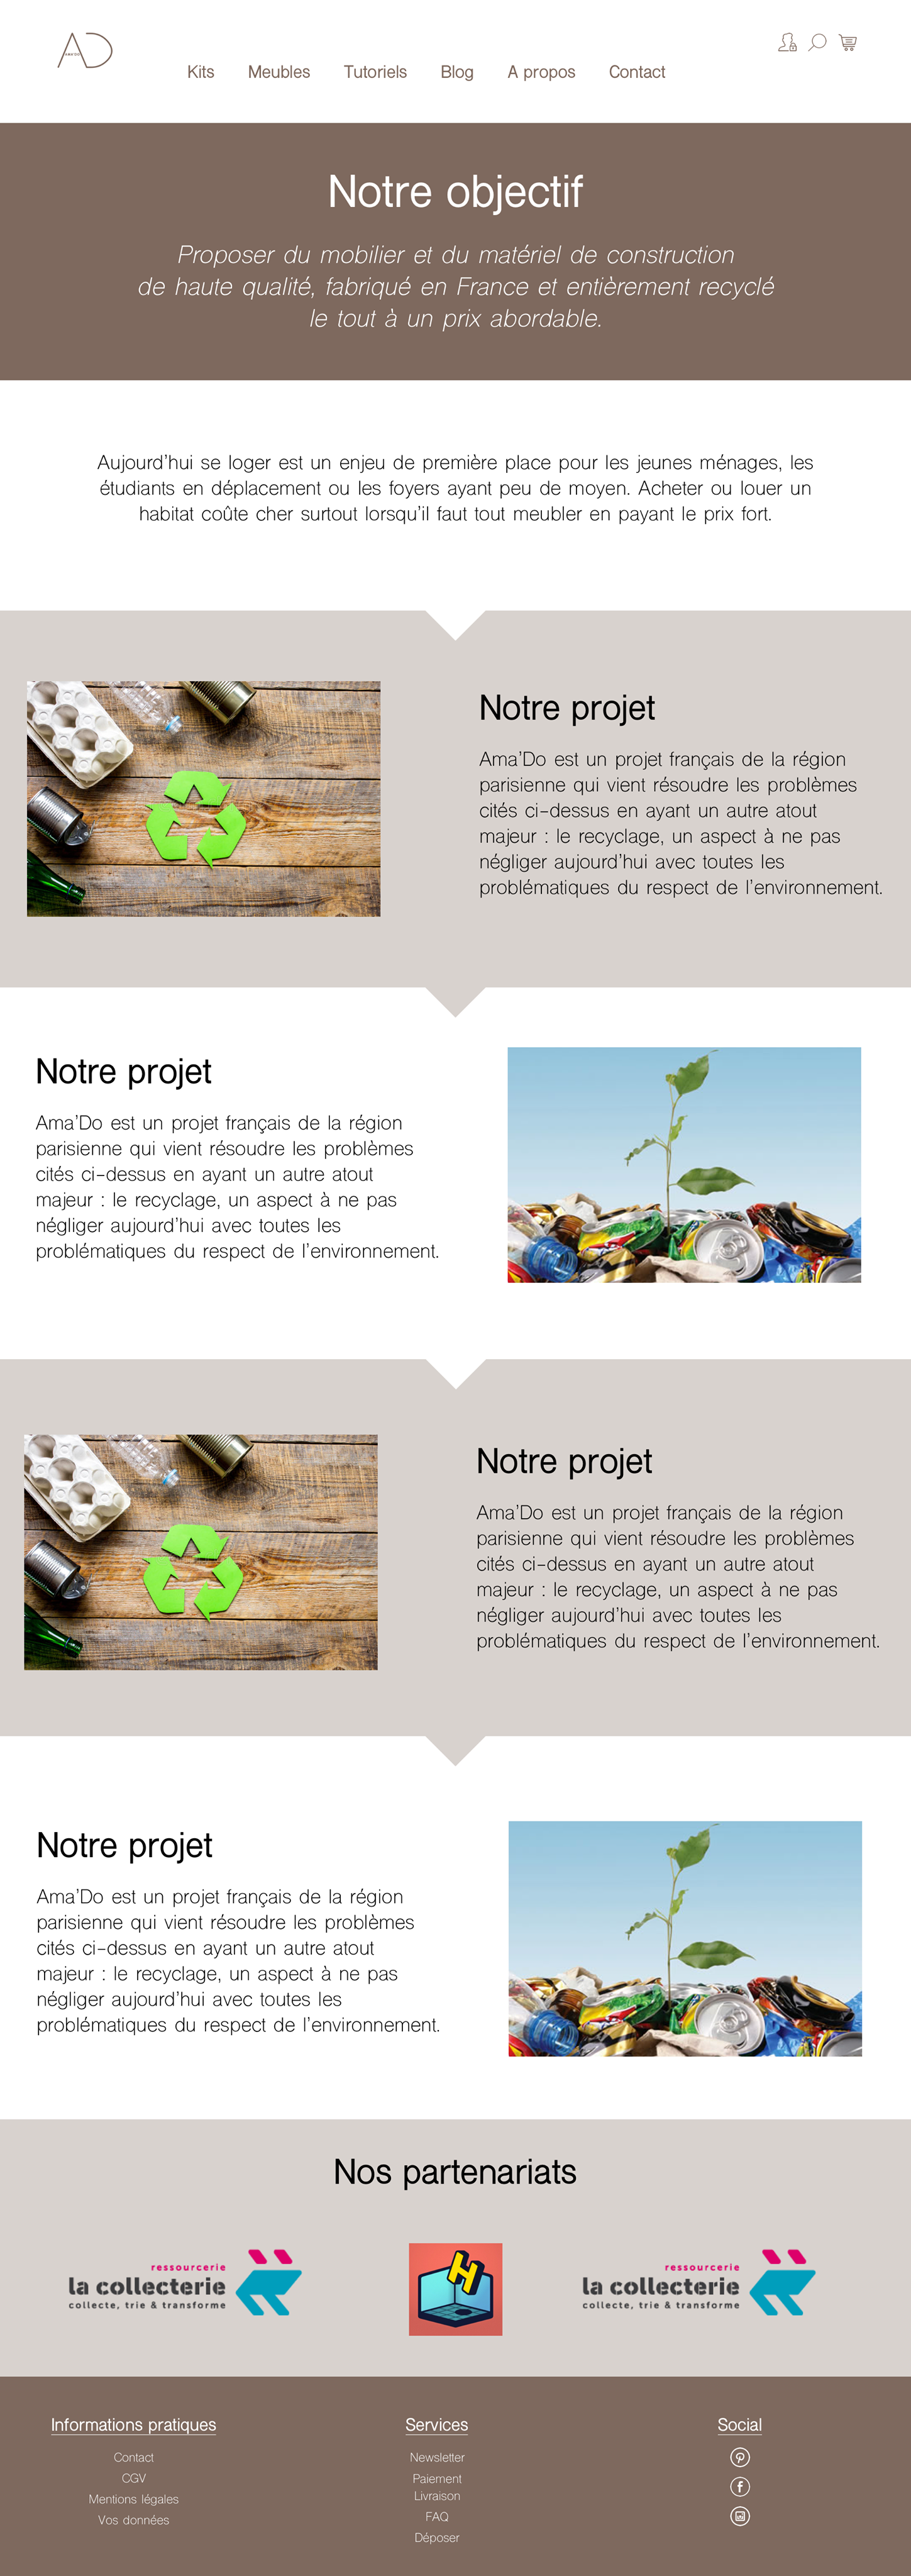 AD
Kits Meubles Tutoriels Blog A propos Contact
Notre objectif
Proposer du mobilier et du matériel de construction
de haute qualité, fabriqué en France et entièrement recyclé
le tout à un prix abordable.
Aujourd'hui se loger est un enjeu de première place pour les jeunes ménages, les
étudiants en déplacement ou les foyers ayant peu de moyen. Acheter ou louer un
habitat coûte cher surtout lorsqu'il faut tout meubler en payant le prix fort.
Notre projet
Ama'Do est un projet français de la région
parisienne qui vient résoudre les problèmes
cités ci-dessus en ayant un autre atout
majeur : le recyclage, un aspect à ne pas
négliger aujourd'hui avec toutes les
problématiques du respect de l'environnement.
Notre projet
Ama'Do est un projet français de la région
parisienne qui vient résoudre les problèmes
cités ci-dessus en ayant un autre atout
majeur : le recyclage, un aspect à ne pas
négliger aujourd'hui avec toutes les
problématiques du respect de l'environnement.
Notre projet
Ama'Do est un projet français de la région
parisienne qui vient résoudre les problèmes
cités ci-dessus en ayant un autre atout
majeur : le recyclage, un aspect à ne pas
négliger aujourd'hui avec toutes les
problématiques du respect de l'environnement.
Notre projet
Ama'Do est un projet français de la région
parisienne qui vient résoudre les problèmes
cités ci-dessus en ayant un autre atout
majeur : le recyclage, un aspect à ne pas
négliger aujourd'hui avec toutes les
problématiques du respect de l'environnement.
Nos partenariats
ressourcerie
la collecterie
collecte, trie & transforme
H
ressourcerie
la collecterie
collecte, trie & transforme
Informations pratiques
Contact
CGV
Mentions légales
Vos données
Services
Newsletter
Paiement
Livraison
FAQ
Déposer
Social